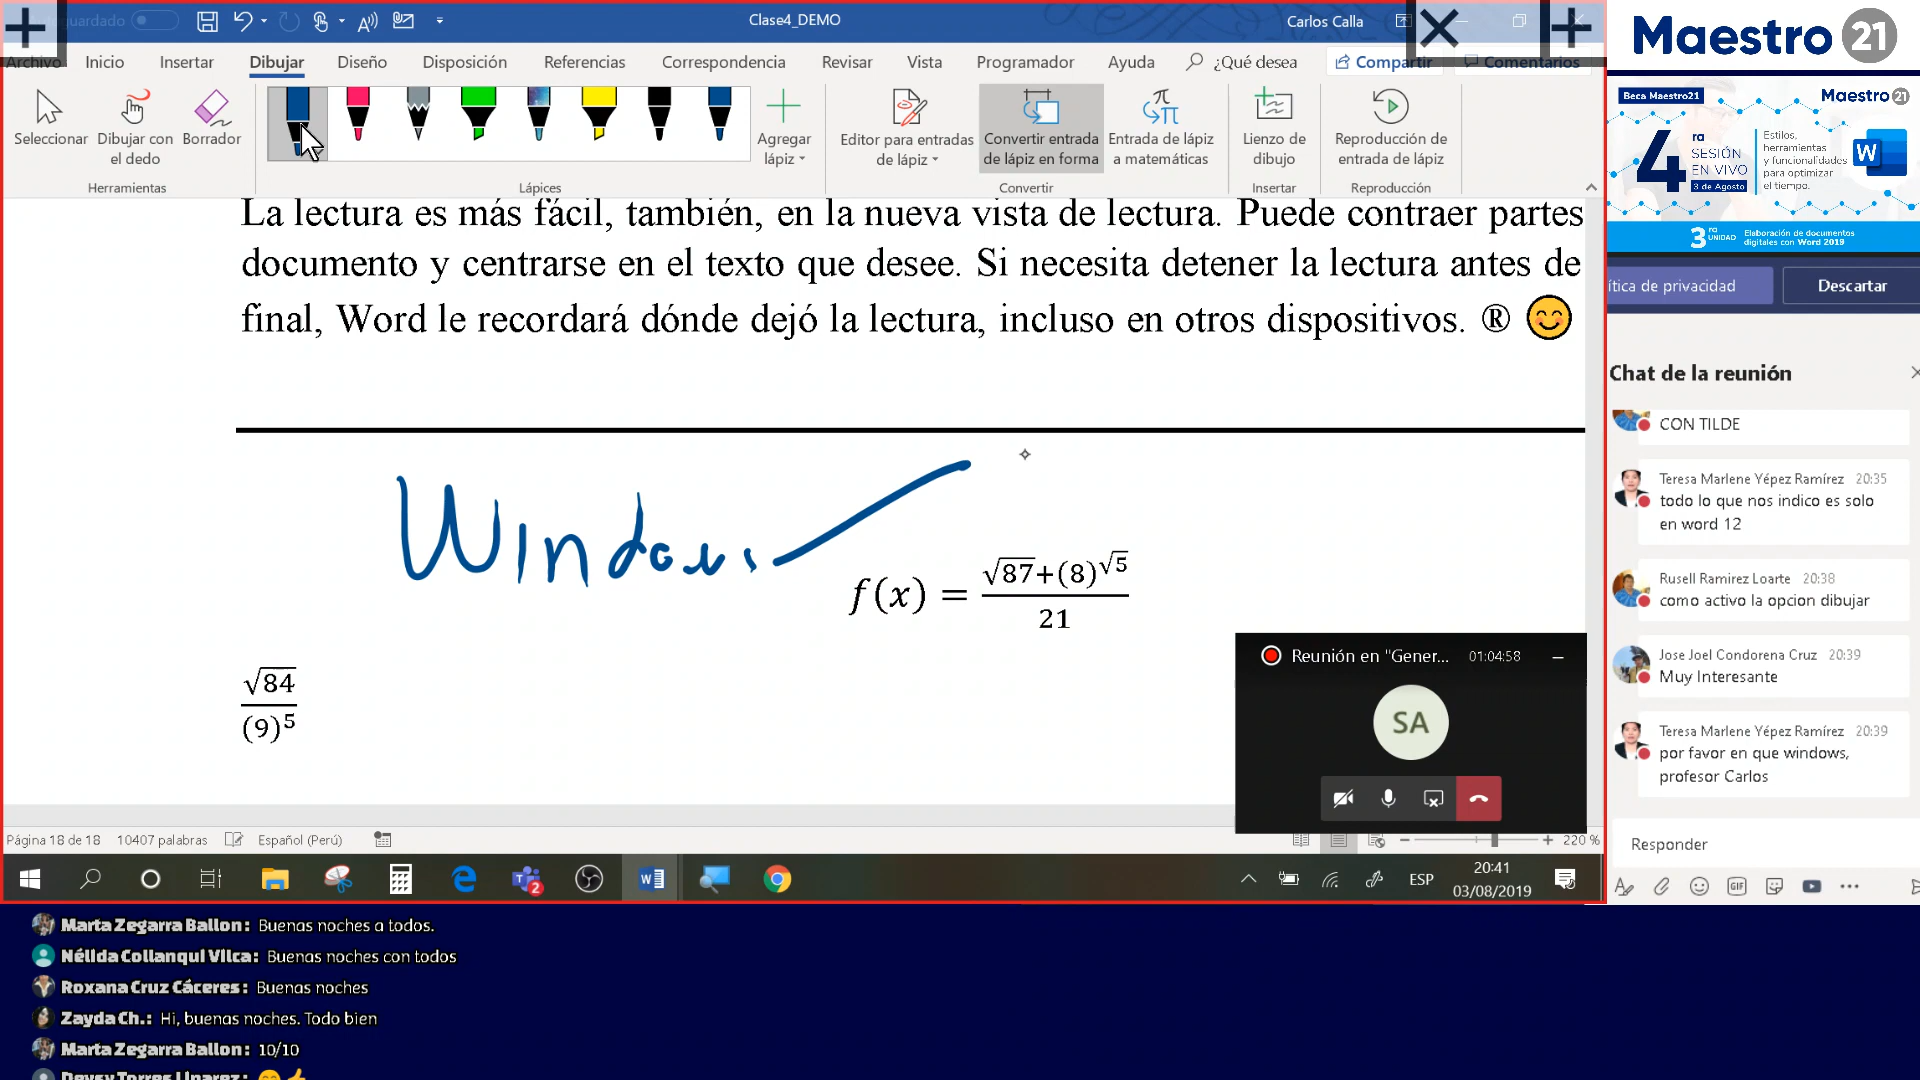 Clase4_DEMO
Carlos Calla
Archivo Inicio Insertar Dibujar Diseño Disposición Referencias Correspondencia Revisar Vista Programador Ayuda ¿Qué desea Compartir Comentarios
Seleccionar
Dibujar con el dedo
Borrador
Agregar lápiz
Editor para entradas de lápiz
Convertir entrada de lápiz en forma
Entrada de lápiz a matemáticas
Lienzo de dibujo
Reproducción de entrada de lápiz
Herramientas Lápices Convertir Insertar Reproducción
La lectura es más fácil, también, en la nueva vista de lectura. Puede contraer partes
documento y centrarse en el texto que desee. Si necesita detener la lectura antes de
final, Word le recordará dónde dejó la lectura, incluso en otros dispositivos. ® 😊
Windows
f(x) = (√87+(8)^√5)/21
√84/(9)^5
Reunión en "Gener... 01:04:58
SA
Página 18 de 18 10407 palabras Español (Perú) 220 %
ESP
20:41
03/08/2019
Maestro 21
Beca Maestro21
Maestro 21
4ra SESIÓN EN VIVO
3 de Agosto
Estilos,
herramientas
y funcionalidades
para optimizar
el tiempo.
3ra UNIDAD Elaboración de documentos
digitales con Word 2019
ítica de privacidad Descartar
Chat de la reunión
CON TILDE
Teresa Marlene Yépez Ramírez 20:35
todo lo que nos indico es solo
en word 12
Rusell Ramirez Loarte 20:38
como activo la opcion dibujar
Jose Joel Condorena Cruz 20:39
Muy Interesante
Teresa Marlene Yépez Ramírez 20:39
por favor en que windows,
profesor Carlos
Responder
GIF
Marta Zegarra Ballon: Buenas noches a todos.
Nélida Collanqui Vilca: Buenas noches con todos
Roxana Cruz Cáceres: Buenas noches
Zayda Ch.: Hi, buenas noches. Todo bien
Marta Zegarra Ballon: 10/10